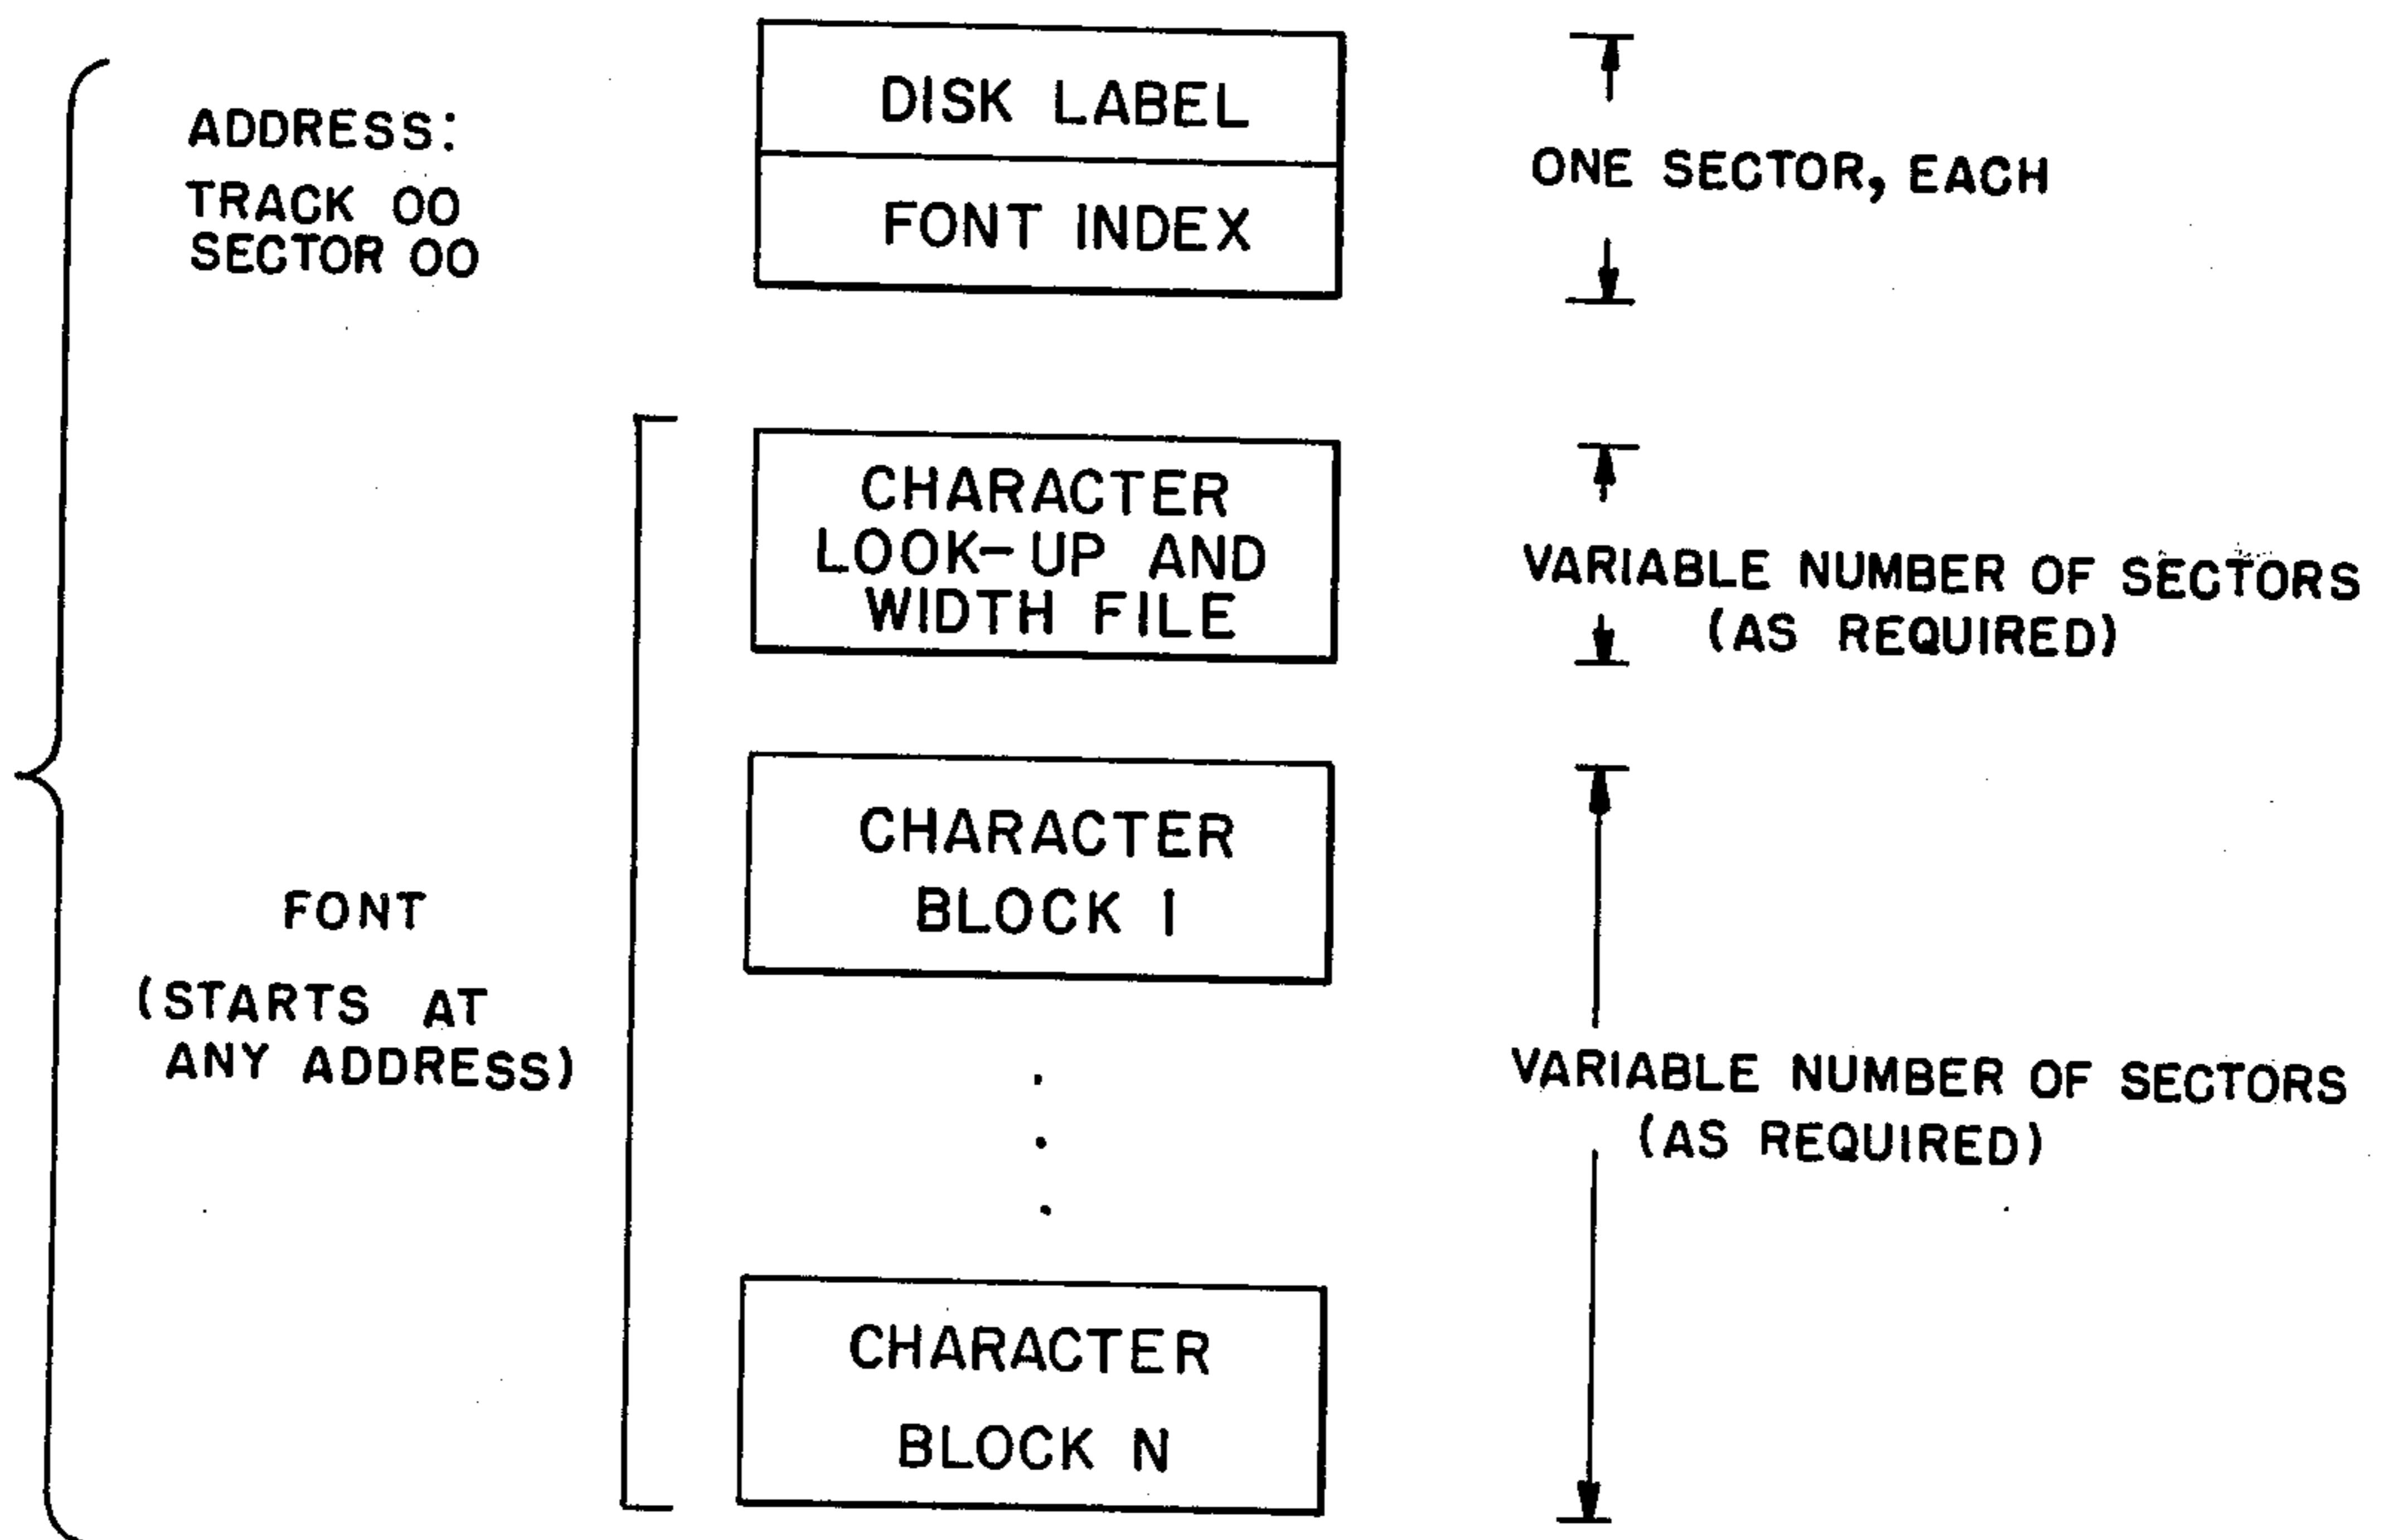 ADDRESS:
TRACK 00
SECTOR 00
DISK LABEL
FONT INDEX
ONE SECTOR, EACH
CHARACTER
LOOK-UP AND
WIDTH FILE
VARIABLE NUMBER OF SECTORS
(AS REQUIRED)
FONT
(STARTS AT
ANY ADDRESS)
CHARACTER
BLOCK 1
.
.
.
VARIABLE NUMBER OF SECTORS
(AS REQUIRED)
CHARACTER
BLOCK N